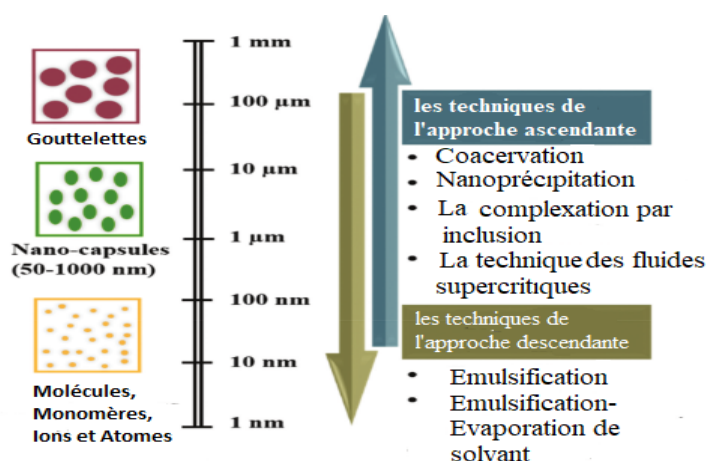 Gouttelettes
Nano-capsules
(50-1000 nm)
Molécules,
Monomères,
Ions et Atomes
1 mm
100 µm
10 µm
1 µm
100 nm
10 nm
1 nm
les techniques de
l'approche ascendante
• Coacervation
• Nanoprécipitation
• La complexation par
inclusion
• La technique des fluides
supercritiques
les techniques de
l'approche descendante
• Emulsification
• Emulsification-
Evaporation de
solvant